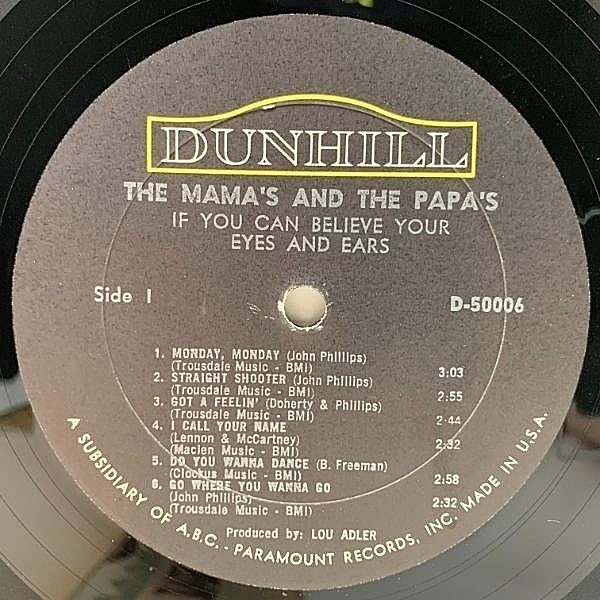 DUNHILL
THE MAMA'S AND THE PAPA'S
IF YOU CAN BELIEVE YOUR
EYES AND EARS
Side 1
D-50006
1. MONDAY, MONDAY (John Phillips)
(Trousdale Music - BMI) 3:03
2. STRAIGHT SHOOTER (John Phillips)
(Trousdale Music - BMI) 2:55
3. GOT A FEELIN' (Doherty & Phillips)
(Trousdale Music - BMI) 2:44
4. I CALL YOUR NAME
(Lennon & McCartney)
(Maclen Music - BMI) 2:32
5. DO YOU WANNA DANCE (B. Freeman)
(Clockus Music - BMI) 2:58
6. GO WHERE YOU WANNA GO
(John Phillips)
(Trousdale Music - BMI) 2:32
Produced by: LOU ADLER
A SUBSIDIARY OF A.B.C. - PARAMOUNT RECORDS, INC. MADE IN U.S.A.